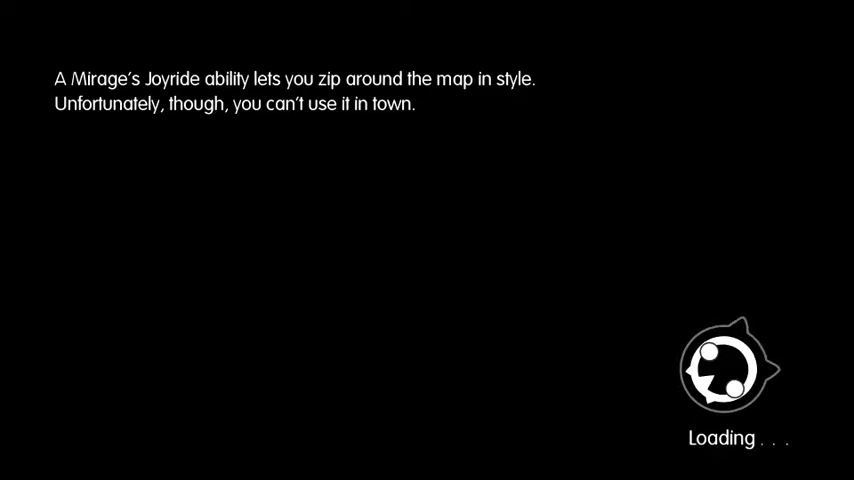 A Mirage's Joyride ability lets you zip around the map in style.
Unfortunately, though, you can't use it in town.
Loading . . .